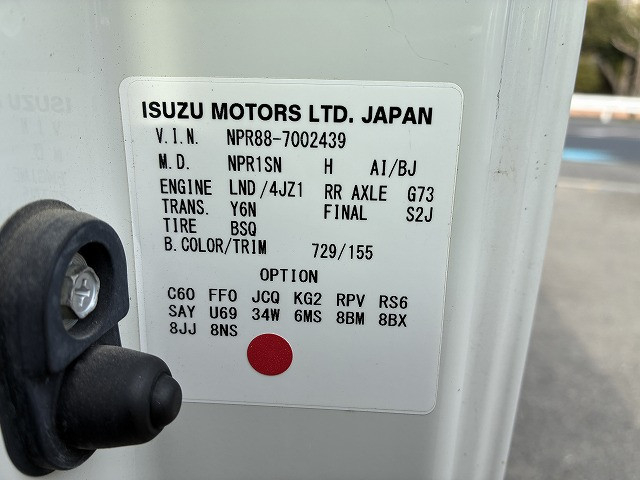 ISUZU MOTORS LTD. JAPAN
V.I.N. NPR88-7002439
M.D. NPR1SN H AI/BJ
ENGINE LND/4JZ1 RR AXLE G73
TRANS. Y6N FINAL S2J
TIRE BSQ
B.COLOR/TRIM 729/155
OPTION
C60 FF0 JCQ KG2 RPV RS6
SAY U69 34W 6MS 8BM 8BX
8JJ 8NS